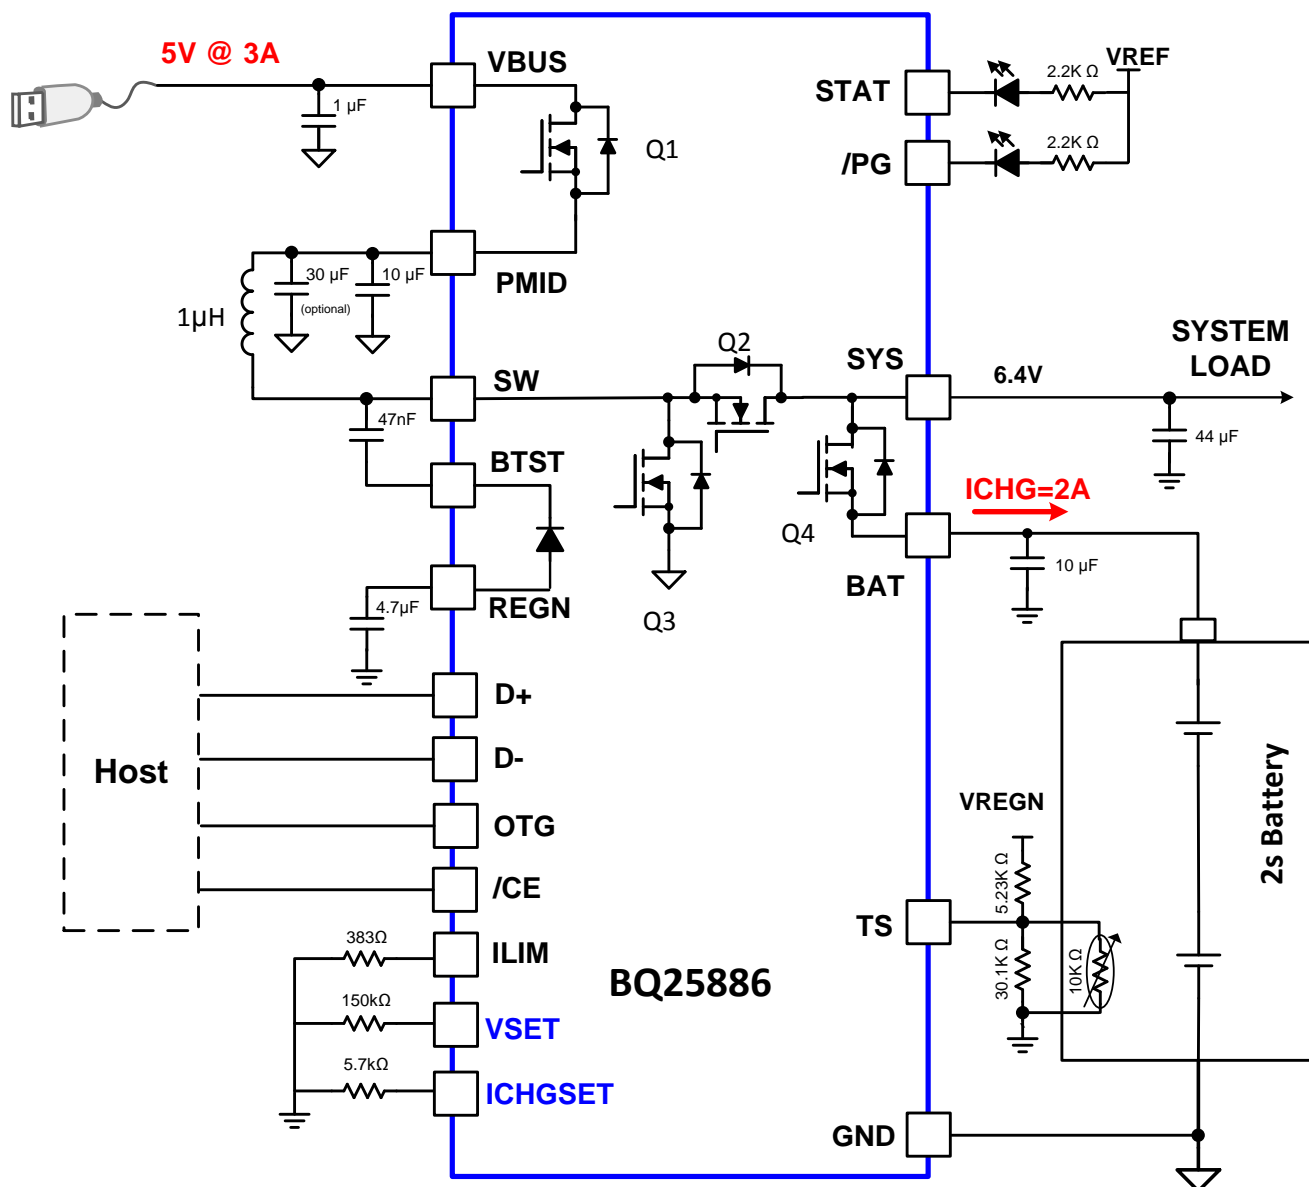 5V @ 3A
VBUS
1 µF
Q1
STAT
2.2K Ω
VREF
/PG
2.2K Ω
30 µF
(optional)
10 µF
PMID
1µH
SW
Q2
SYS
6.4V
SYSTEM
LOAD
44 µF
47nF
BTST
Q4
ICHG=2A
BAT
10 µF
4.7µF
REGN
Q3
Host
D+
D-
OTG
/CE
383Ω
ILIM
150kΩ
VSET
5.7kΩ
ICHGSET
BQ25886
VREGN
5.23K Ω
TS
30.1K Ω
10K Ω
2s Battery
GND